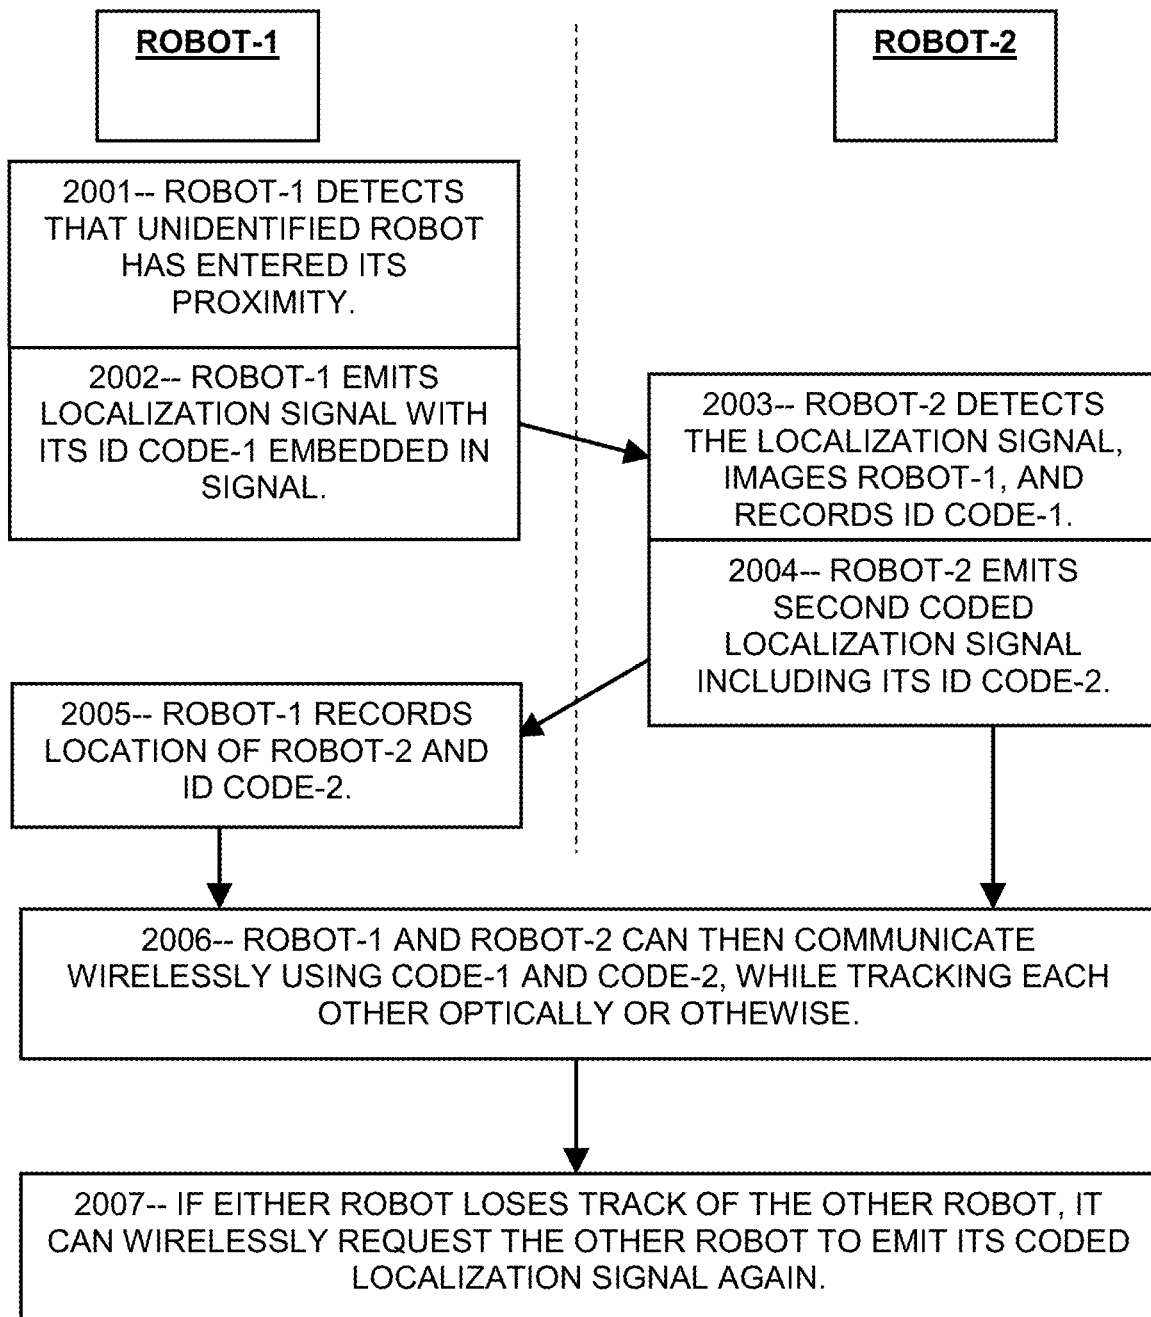 ROBOT-1
ROBOT-2
2001-- ROBOT-1 DETECTS
THAT UNIDENTIFIED ROBOT
HAS ENTERED ITS
PROXIMITY.
2002-- ROBOT-1 EMITS
LOCALIZATION SIGNAL WITH
ITS ID CODE-1 EMBEDDED IN
SIGNAL.
2003-- ROBOT-2 DETECTS
THE LOCALIZATION SIGNAL,
IMAGES ROBOT-1, AND
RECORDS ID CODE-1.
2004-- ROBOT-2 EMITS
SECOND CODED
LOCALIZATION SIGNAL
INCLUDING ITS ID CODE-2.
2005-- ROBOT-1 RECORDS
LOCATION OF ROBOT-2 AND
ID CODE-2.
2006-- ROBOT-1 AND ROBOT-2 CAN THEN COMMUNICATE
WIRELESSLY USING CODE-1 AND CODE-2, WHILE TRACKING EACH
OTHER OPTICALLY OR OTHEWISE.
2007-- IF EITHER ROBOT LOSES TRACK OF THE OTHER ROBOT, IT
CAN WIRELESSLY REQUEST THE OTHER ROBOT TO EMIT ITS CODED
LOCALIZATION SIGNAL AGAIN.